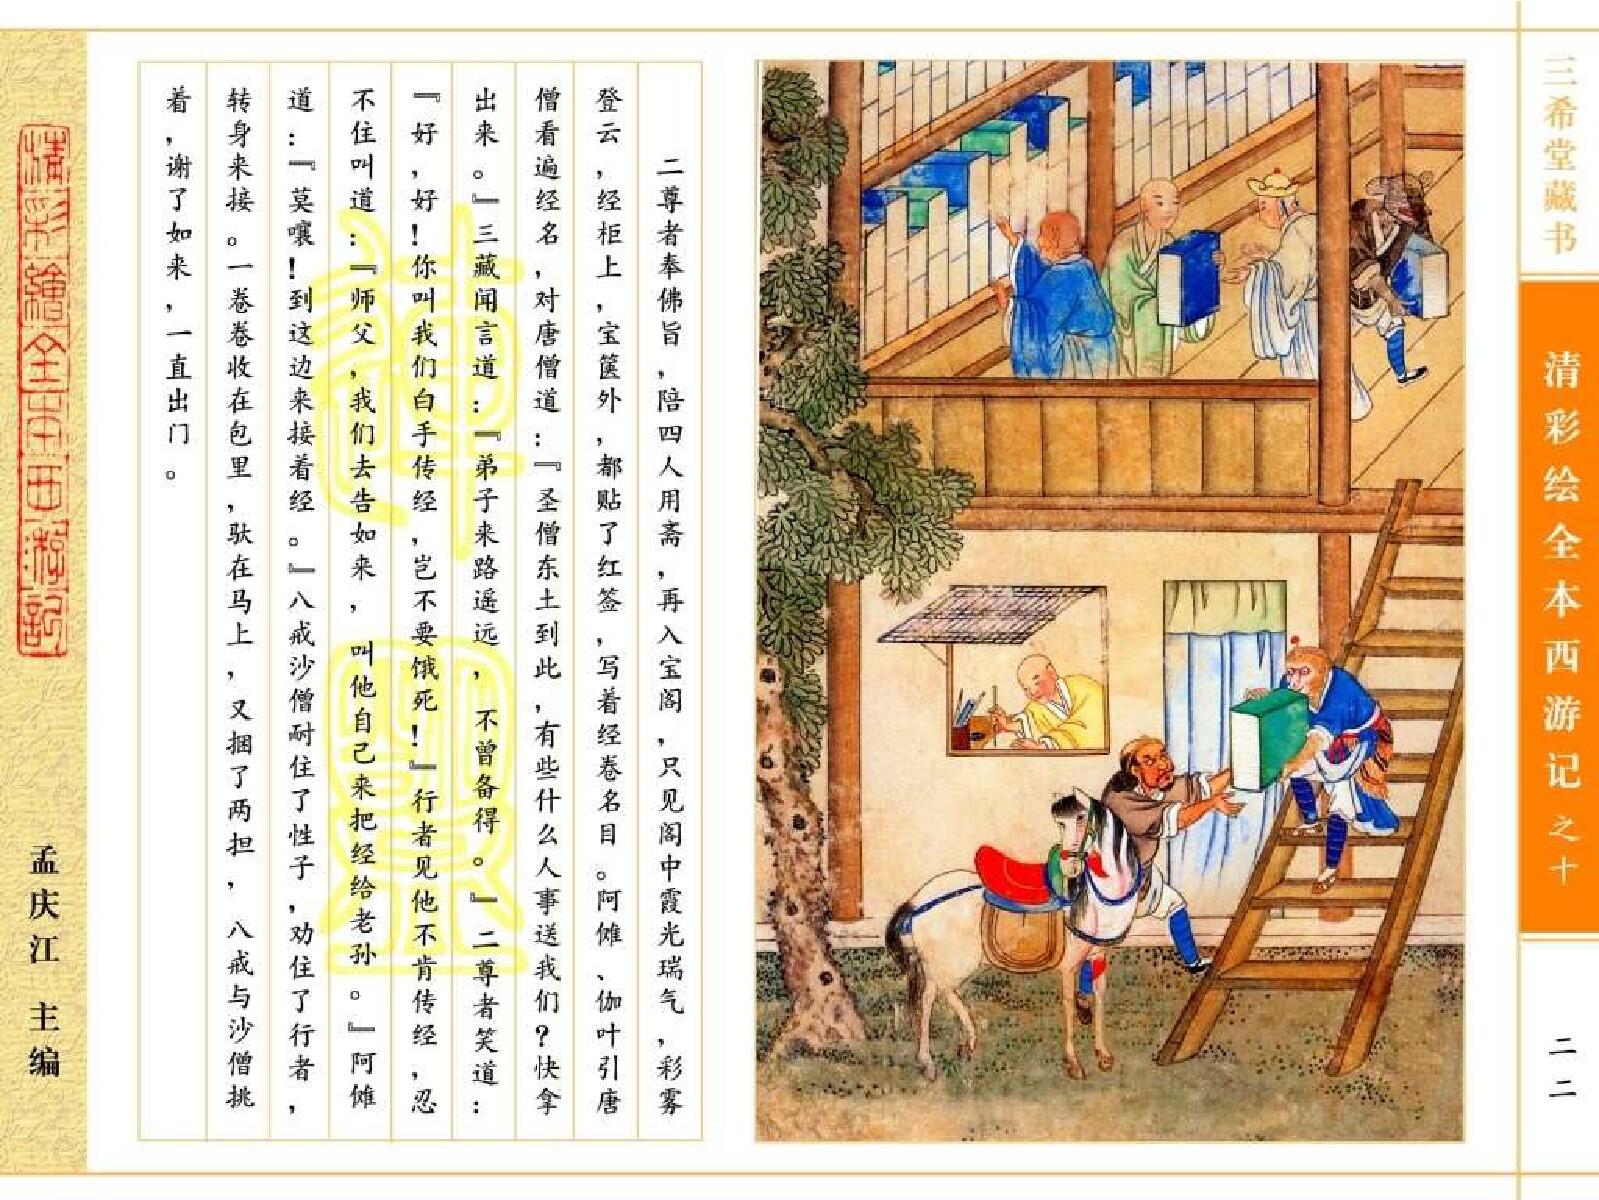 三希堂藏书
清彩绘全本西游记之十
二二
二尊者奉佛旨，陪四人用斋，再入宝阁，只见阁中霞光瑞气，彩雾
登云，经柜上，宝箧外，都贴了红签，写着经卷名目。阿傩、伽叶引唐
僧看遍经名，对唐僧道：『圣僧东土到此，有些什么人事送我们？快拿
出来。』三藏闻言道：『弟子来路遥远，不曾备得。』二尊者笑道：
『好，好！你叫我们白手传经，岂不要饿死！』行者见他不肯传经，忍
不住叫道：『师父，我们去告如来，叫他自己来把经给老孙。』阿傩
道：『莫嚷！到这边来接着经。』八戒沙僧耐住了性子，劝住了行者，
转身来接。一卷卷收在包里，驮在马上，又捆了两担，八戒与沙僧挑
着，谢了如来，一直出门。
清彩繪全本西游記
孟庆江 主编